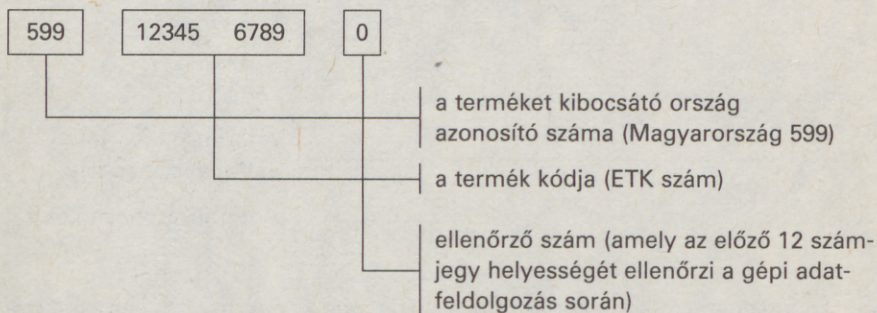 599 12345 6789 0
a terméket kibocsátó ország
azonosító száma (Magyarország 599)
a termék kódja (ETK szám)
ellenőrző szám (amely az előző 12 szám-
jegy helyességét ellenőrzi a gépi adat-
feldolgozás során)